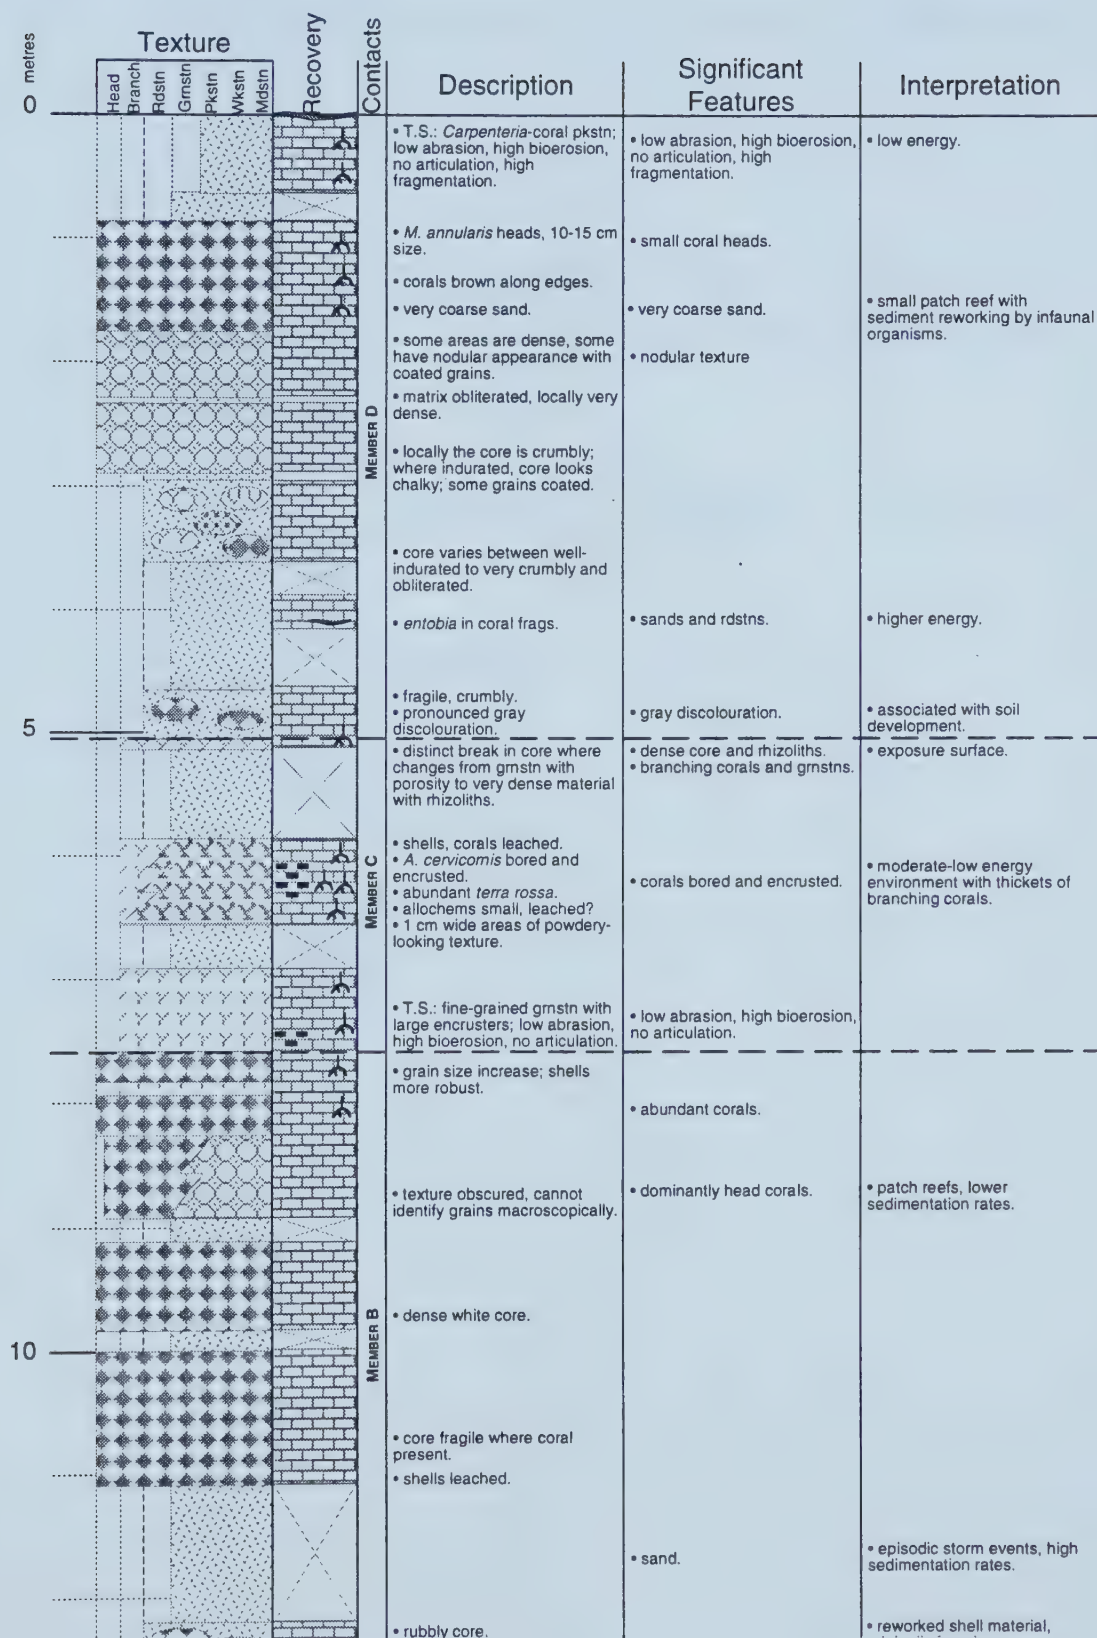 metres
0
Texture
Head
Branch
Rdstn
Grnstn
Pkstn
Wkstn
Mdstn
Recovery
Contacts
Description
Significant
Features
Interpretation
• T.S.: Carpenteria-coral pkstn;
low abrasion, high bioerosion,
no articulation, high
fragmentation.
• low abrasion, high bioerosion,
no articulation, high
fragmentation.
• low energy.
• M. annularis heads, 10-15 cm
size.
• small coral heads.
• corals brown along edges.
• very coarse sand.
• very coarse sand.
• small patch reef with
sediment reworking by infaunal
organisms.
• some areas are dense, some
have nodular appearance with
coated grains.
• nodular texture
• matrix obliterated, locally very
dense.
MEMBER D
• locally the core is crumbly;
where indurated, core looks
chalky; some grains coated.
• core varies between well-
indurated to very crumbly and
obliterated.
• entobia in coral frags.
• sands and rdstns.
• higher energy.
• fragile, crumbly.
• pronounced gray
discolouration.
• gray discolouration.
• associated with soil
development.
5
• distinct break in core where
changes from grnstn with
porosity to very dense material
with rhizoliths.
• dense core and rhizoliths.
• branching corals and grnstns.
• exposure surface.
MEMBER C
• shells, corals leached.
• A. cervicornis bored and
encrusted.
• abundant terra rossa.
• allochems small, leached?
• 1 cm wide areas of powdery-
looking texture.
• corals bored and encrusted.
• moderate-low energy
environment with thickets of
branching corals.
• T.S.: fine-grained grnstn with
large encrusters; low abrasion,
high bioerosion, no articulation.
• low abrasion, high bioerosion,
no articulation.
• grain size increase; shells
more robust.
• abundant corals.
• texture obscured, cannot
identify grains macroscopically.
• dominantly head corals.
• patch reefs, lower
sedimentation rates.
MEMBER B
• dense white core.
10
• core fragile where coral
present.
• shells leached.
• sand.
• episodic storm events, high
sedimentation rates.
• rubbly core.
• reworked shell material,